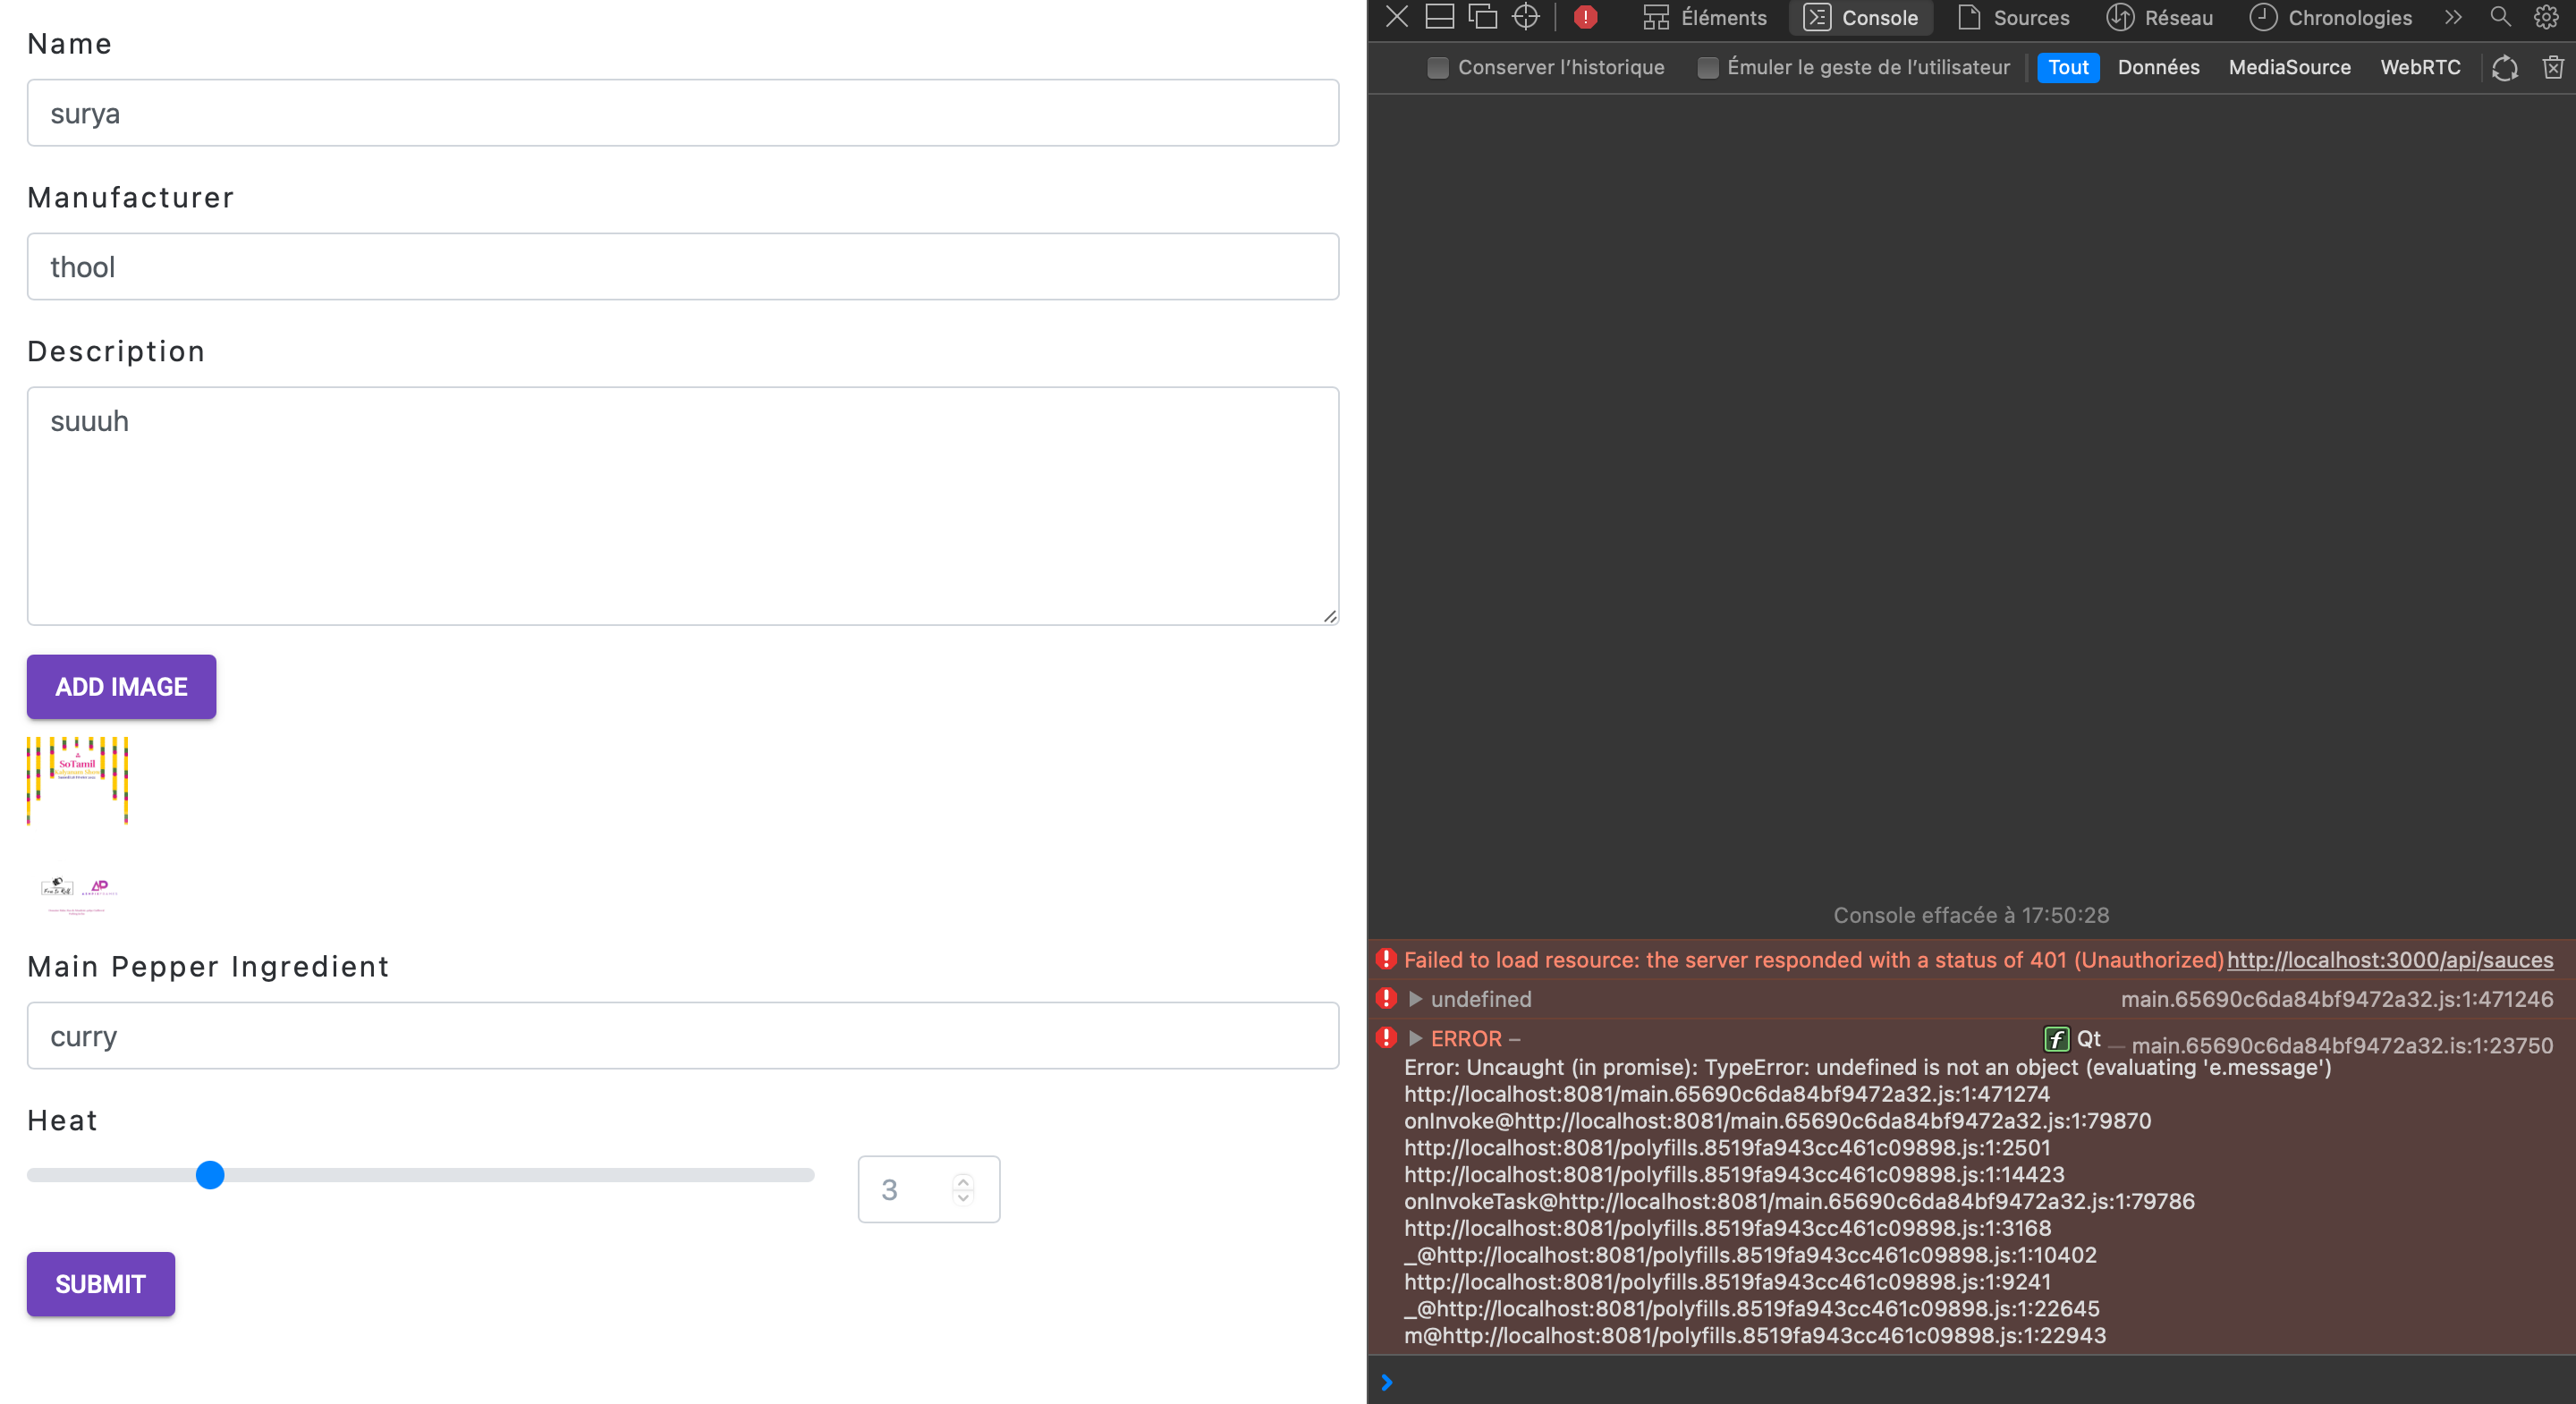 Name
surya
Manufacturer
thool
Description
suuuh
ADD IMAGE
SoTamil
Main Pepper Ingredient
curry
Heat
3
SUBMIT
Éléments
Console
Sources
Réseau
Chronologies
Conserver l’historique
Émuler le geste de l’utilisateur
Tout
Données
MediaSource
WebRTC
Console effacée à 17:50:28
Failed to load resource: the server responded with a status of 401 (Unauthorized) http://localhost:3000/api/sauces
undefined main.65690c6da84bf9472a32.js:1:471246
ERROR – f Qt — main.65690c6da84bf9472a32.js:1:23750
Error: Uncaught (in promise): TypeError: undefined is not an object (evaluating 'e.message')
http://localhost:8081/main.65690c6da84bf9472a32.js:1:471274
onInvoke@http://localhost:8081/main.65690c6da84bf9472a32.js:1:79870
http://localhost:8081/polyfills.8519fa943cc461c09898.js:1:2501
http://localhost:8081/polyfills.8519fa943cc461c09898.js:1:14423
onInvokeTask@http://localhost:8081/main.65690c6da84bf9472a32.js:1:79786
http://localhost:8081/polyfills.8519fa943cc461c09898.js:1:3168
_@http://localhost:8081/polyfills.8519fa943cc461c09898.js:1:10402
http://localhost:8081/polyfills.8519fa943cc461c09898.js:1:9241
_@http://localhost:8081/polyfills.8519fa943cc461c09898.js:1:22645
m@http://localhost:8081/polyfills.8519fa943cc461c09898.js:1:22943